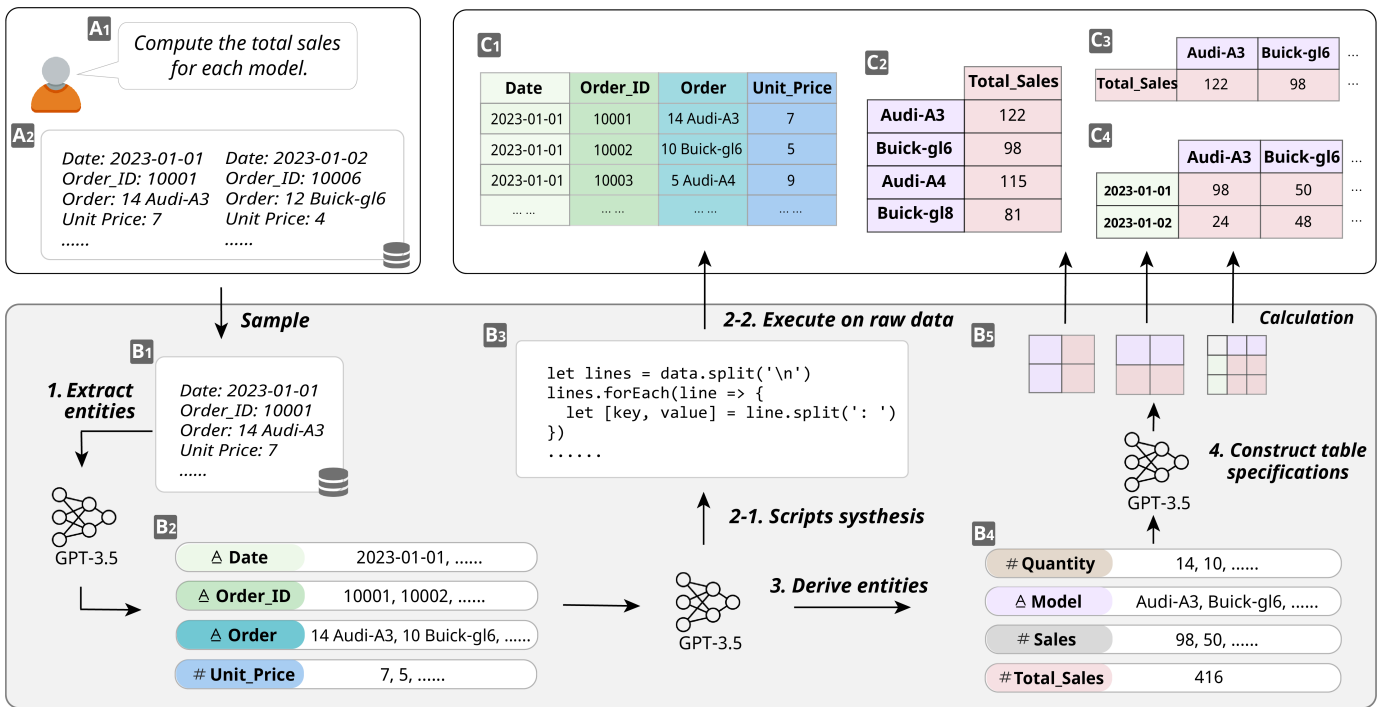 A1
Compute the total sales
for each model.
A2
Date: 2023-01-01
Order_ID: 10001
Order: 14 Audi-A3
Unit Price: 7
......
Date: 2023-01-02
Order_ID: 10006
Order: 12 Buick-gl6
Unit Price: 4
......
C1
Date Order_ID Order Unit_Price
2023-01-01 10001 14 Audi-A3 7
2023-01-01 10002 10 Buick-gl6 5
2023-01-01 10003 5 Audi-A4 9
... ... ... ... ... ... ... ...
C2
Total_Sales
Audi-A3 122
Buick-gl6 98
Audi-A4 115
Buick-gl8 81
C3
Audi-A3 Buick-gl6 ...
Total_Sales 122 98 ...
C4
Audi-A3 Buick-gl6 ...
2023-01-01 98 50 ...
2023-01-02 24 48 ...
Sample
B1
1. Extract
entities
Date: 2023-01-01
Order_ID: 10001
Order: 14 Audi-A3
Unit Price: 7
......
GPT-3.5
B2
A Date 2023-01-01, ......
A Order_ID 10001, 10002, ......
A Order 14 Audi-A3, 10 Buick-gl6, ......
# Unit_Price 7, 5, ......
2-2. Execute on raw data
B3
let lines = data.split('\n')
lines.forEach(line => {
let [key, value] = line.split(': ')
})
......
2-1. Scripts systhesis
GPT-3.5
3. Derive entities
B5
Calculation
4. Construct table
specifications
GPT-3.5
B4
# Quantity 14, 10, ......
A Model Audi-A3, Buick-gl6, ......
# Sales 98, 50, ......
# Total_Sales 416